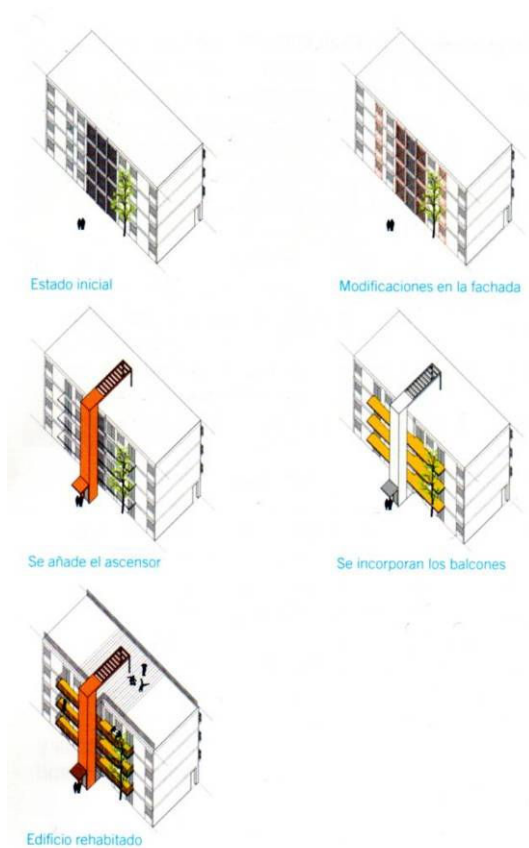 Estado inicial
Modificaciones en la fachada
Se añade el ascensor
Se incorporan los balcones
Edificio rehabitado